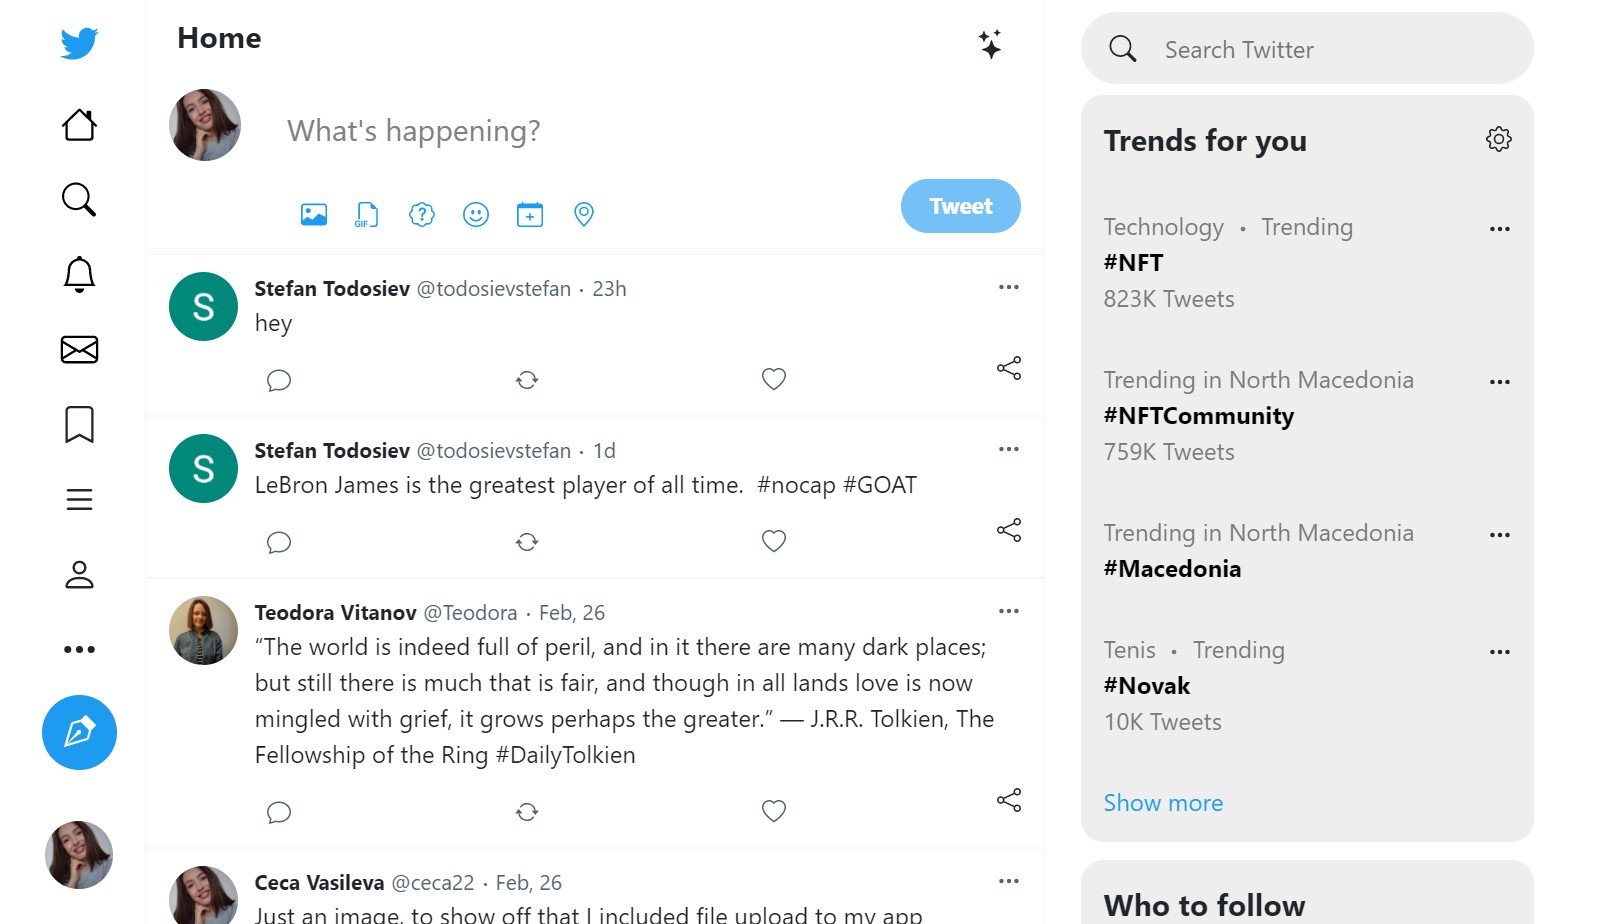 Home
What's happening?
GIF
Tweet
Stefan Todosiev @todosievstefan · 23h
hey
Stefan Todosiev @todosievstefan · 1d
LeBron James is the greatest player of all time.  #nocap #GOAT
Teodora Vitanov @Teodora · Feb, 26
“The world is indeed full of peril, and in it there are many dark places;
but still there is much that is fair, and though in all lands love is now
mingled with grief, it grows perhaps the greater.” — J.R.R. Tolkien, The
Fellowship of the Ring #DailyTolkien
Ceca Vasileva @ceca22 · Feb, 26
Just an image, to show off that I included file upload to my app
S
S
Search Twitter
Trends for you
Technology • Trending
#NFT
823K Tweets
Trending in North Macedonia
#NFTCommunity
759K Tweets
Trending in North Macedonia
#Macedonia
Tenis • Trending
#Novak
10K Tweets
Show more
Who to follow